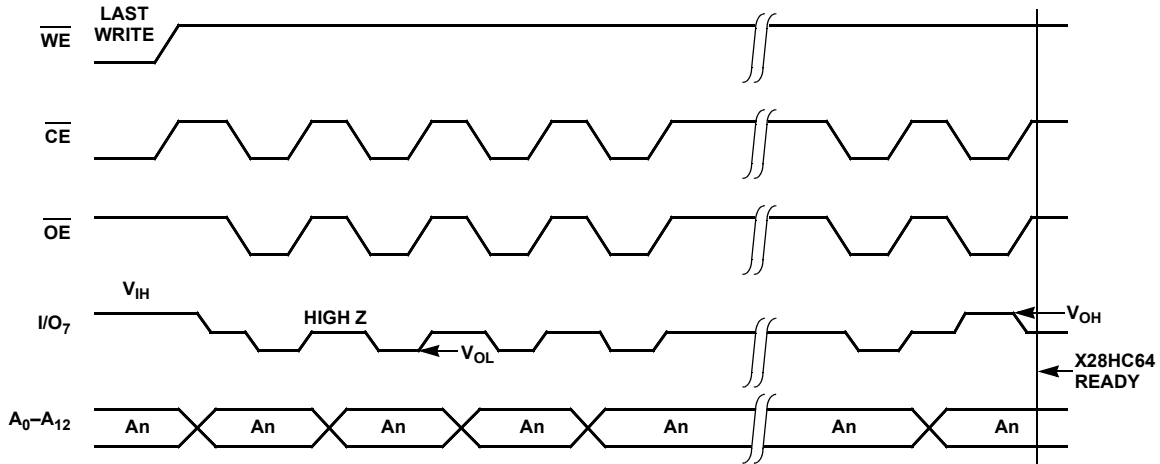 LAST
WRITE
WE
CE
OE
VIH
I/O7
HIGH Z
VOL
VOH
X28HC64
READY
A0–A12
An An An An An An An